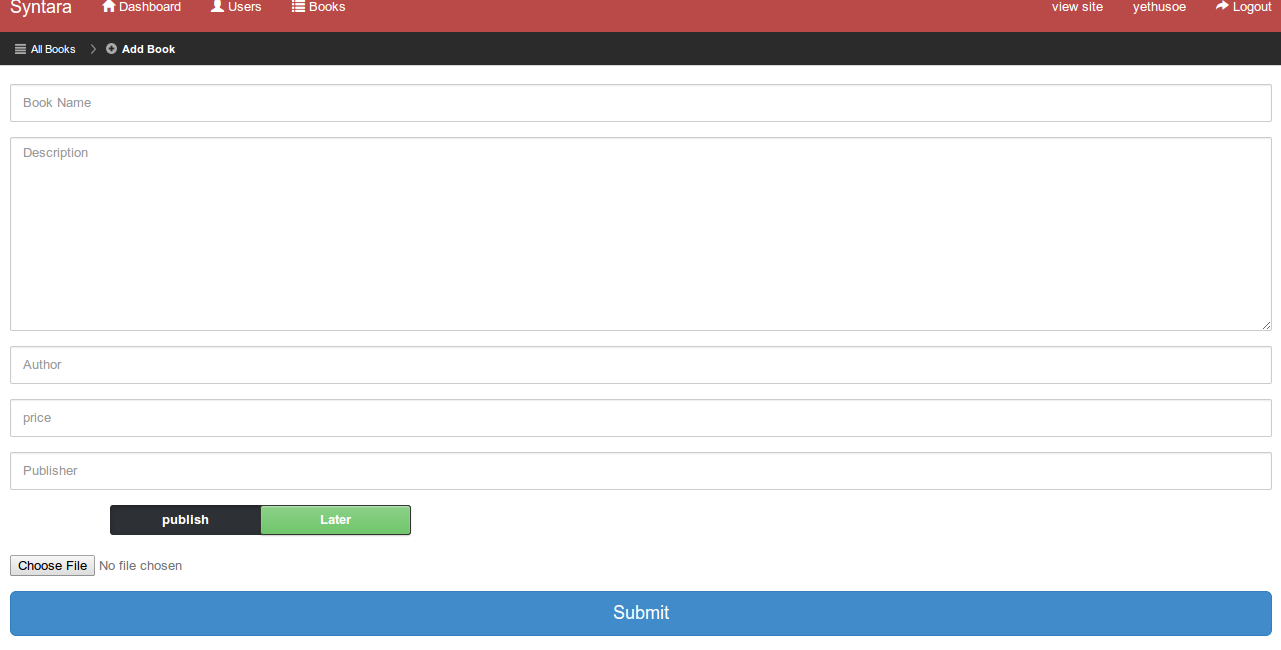 Syntara Dashboard Users Books view site yethusoe Logout
All Books Add Book
Book Name
Description
Author
price
Publisher
publish Later
Choose File No file chosen
Submit